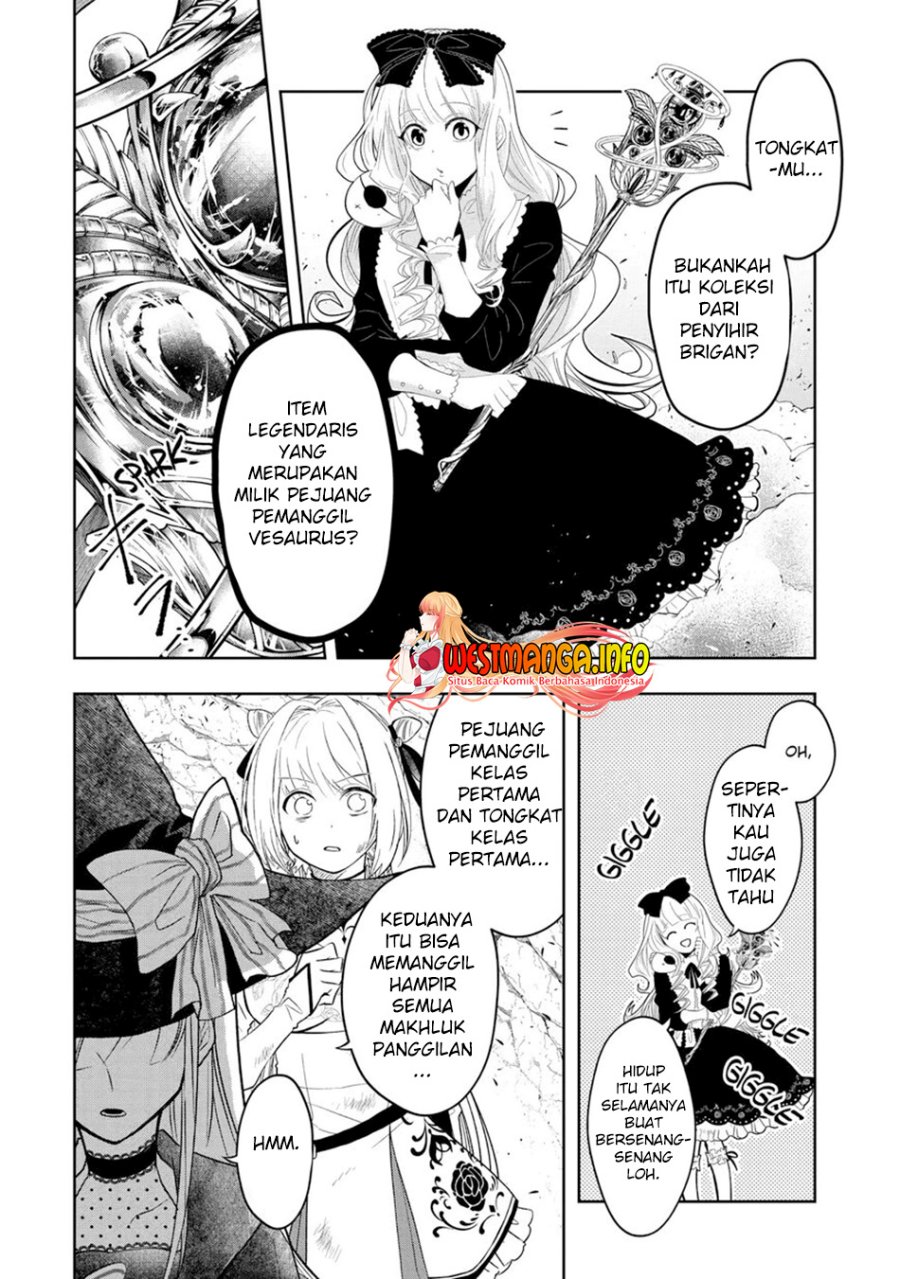 TONGKAT
-MU...
BUKANKAH
ITU KOLEKSI
DARI
PENYIHIR
BRIGAN?
ITEM
LEGENDARIS
YANG
MERUPAKAN
MILIK PEJUANG
PEMANGGIL
VESAURUS?
SPARK
WESTMANGA.INFO
Situs Baca Komik Berbahasa Indonesia
OH,
SEPER-
TINYA
KAU
JUGA
TIDAK
TAHU
GIGGLE
GIGGLE
GIGGLE
HIDUP
ITU TAK
SELAMANYA
BUAT
BERSENANG-
SENANG
LOH.
PEJUANG
PEMANGGIL
KELAS
PERTAMA
DAN TONGKAT
KELAS
PERTAMA...
KEDUANYA
ITU BISA
MEMANGGIL
HAMPIR
SEMUA
MAKHLUK
PANGGILAN
...
HMM.